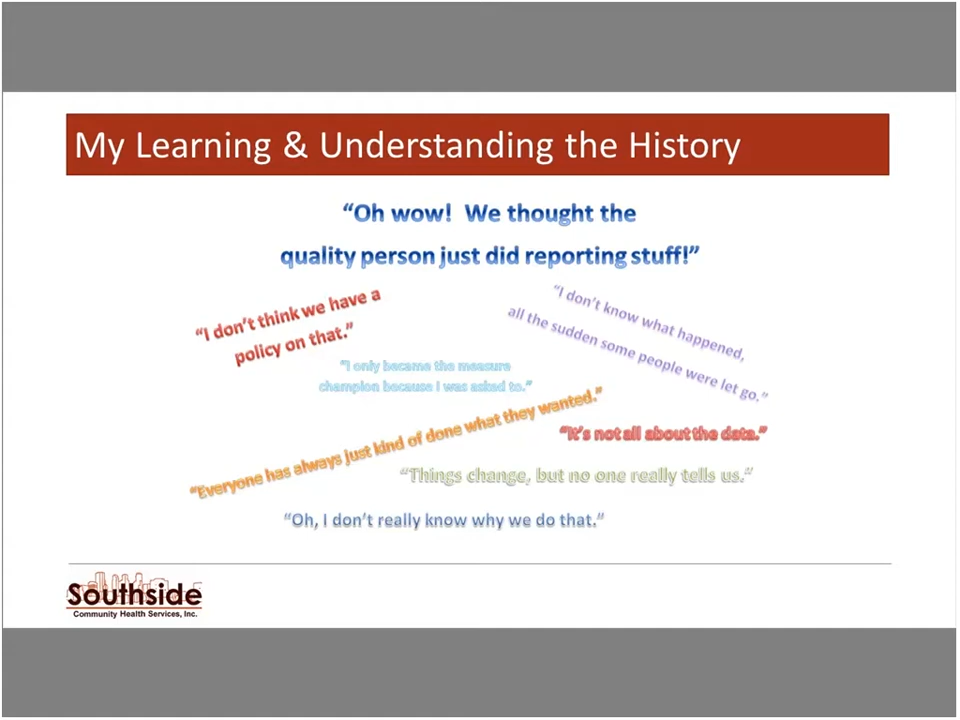 My Learning & Understanding the History
“Oh wow!  We thought the
quality person just did reporting stuff!”
“I don’t think we have a
policy on that.”
“I don’t know what happened,
all the sudden some people were let go.”
“I only became the measure
champion because I was asked to.”
“Everyone has always just kind of done what they wanted.”
“It’s not all about the data.”
“Things change, but no one really tells us.”
“Oh, I don’t really know why we do that.”
Southside
Community Health Services, Inc.